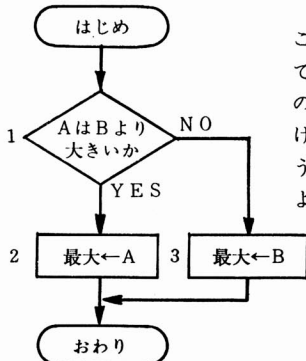 はじめ
1
AはBより
大きいか
NO
YES
2
最大←A
3
最大←B
おわり
こ
て
の
け
う
よ